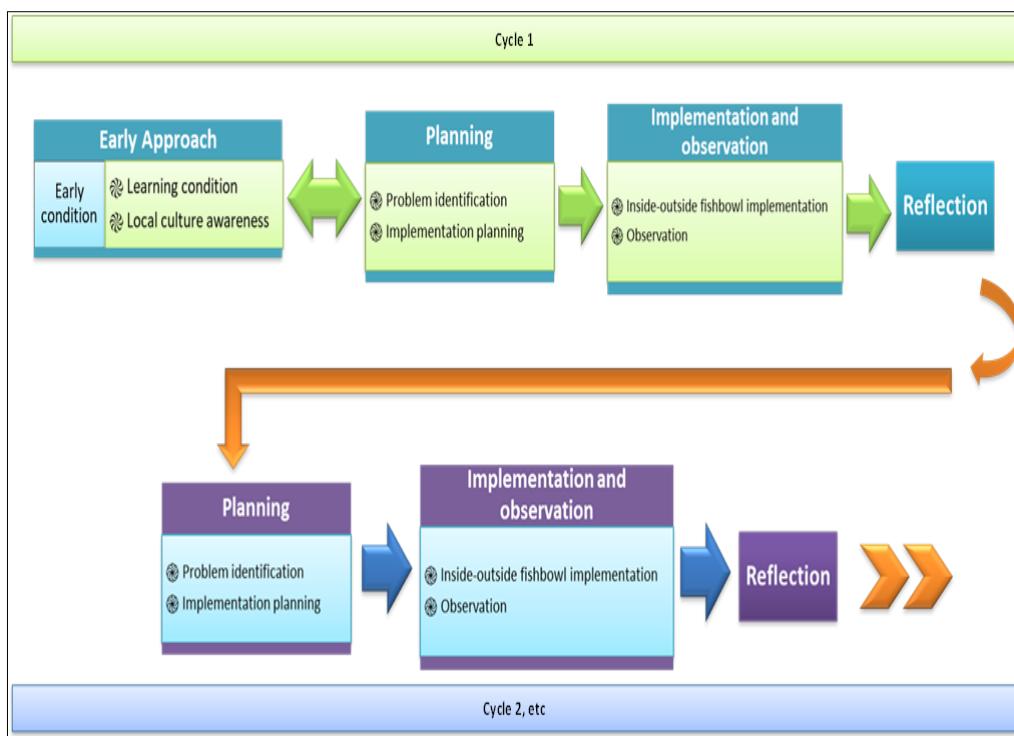 Cycle 1
Early Approach
Early
condition
Learning condition
Local culture awareness
Planning
Problem identification
Implementation planning
Implementation and
observation
Inside-outside fishbowl implementation
Observation
Reflection
Planning
Problem identification
Implementation planning
Implementation and
observation
Inside-outside fishbowl implementation
Observation
Reflection
Cycle 2, etc